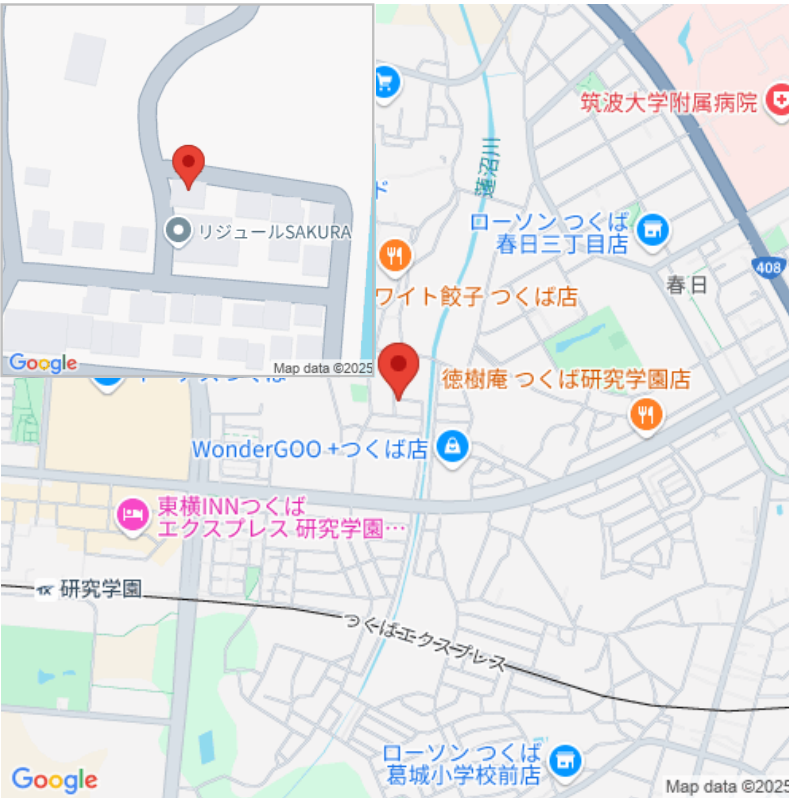 リジュールSAKURA
Google
Map data ©2025
筑波大学附属病院
蓮沼川
ド
ローソン つくば
春日三丁目店
408
春日
ワイト餃子 つくば店
徳樹庵 つくば研究学園店
WonderGOO +つくば店
東横INNつくば
エクスプレス 研究学園…
TX 研究学園
つくばエクスプレス
ローソン つくば
葛城小学校前店
Google
Map data ©2025